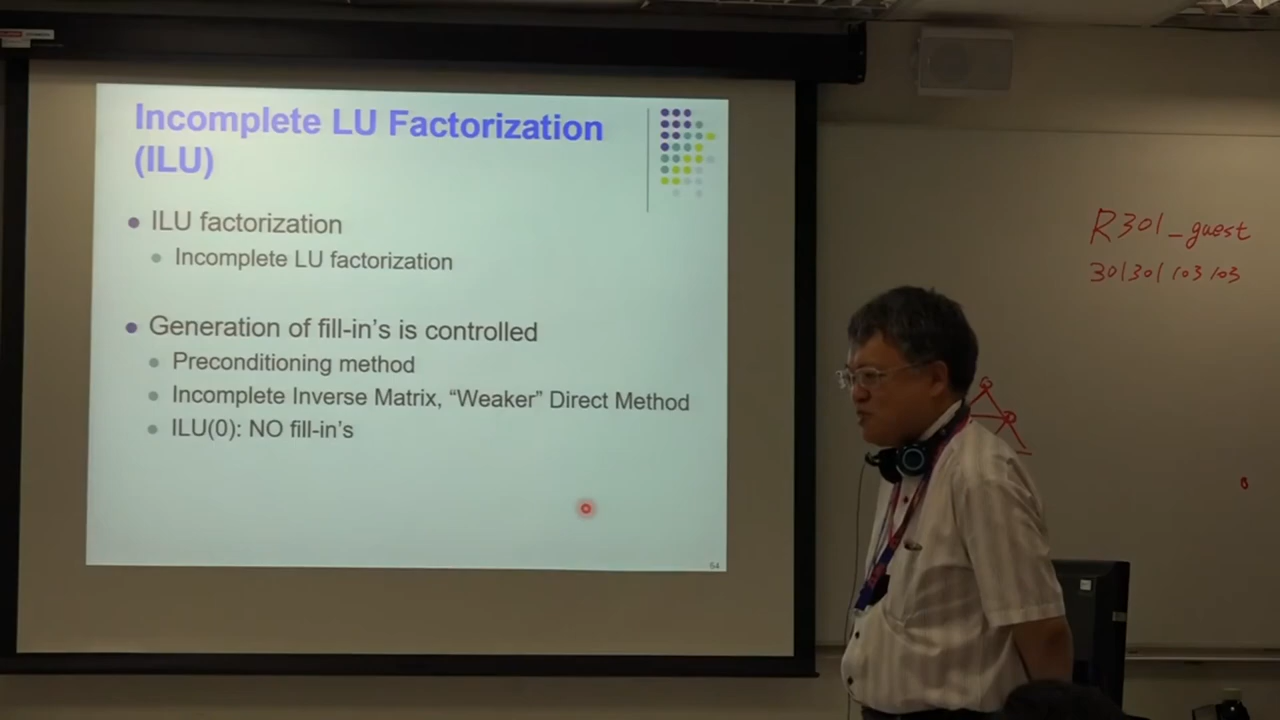 Incomplete LU Factorization
(ILU)
ILU factorization
Incomplete LU factorization
Generation of fill-in's is controlled
Preconditioning method
Incomplete Inverse Matrix, “Weaker” Direct Method
ILU(0): NO fill-in's
54
R301_guest
301301103103